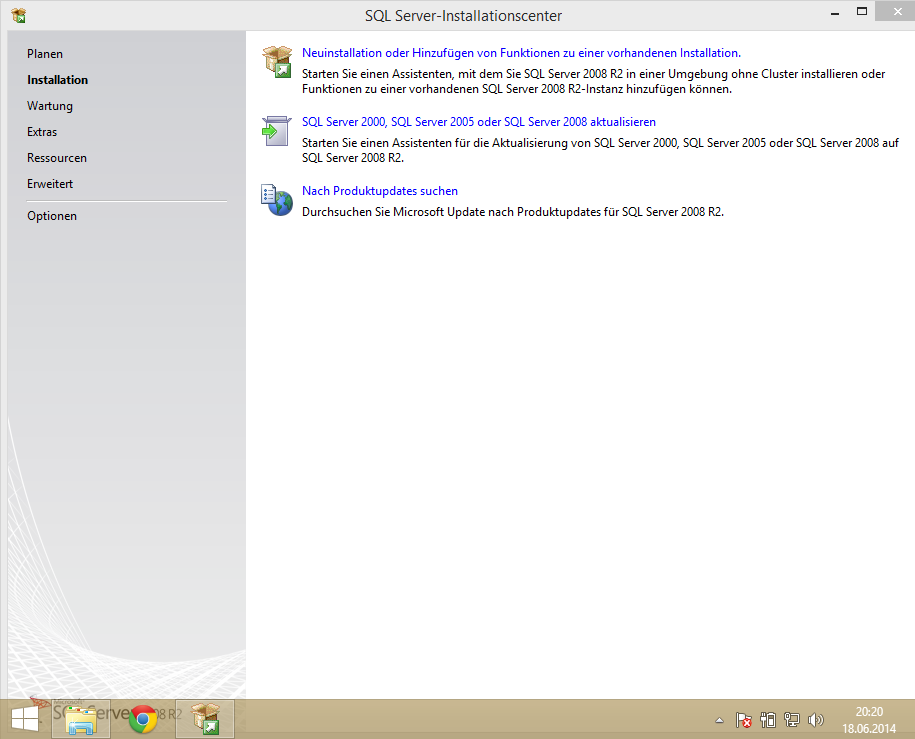 SQL Server-Installationscenter
Planen
Installation
Wartung
Extras
Ressourcen
Erweitert
Optionen
Neuinstallation oder Hinzufügen von Funktionen zu einer vorhandenen Installation.
Starten Sie einen Assistenten, mit dem Sie SQL Server 2008 R2 in einer Umgebung ohne Cluster installieren oder
Funktionen zu einer vorhandenen SQL Server 2008 R2-Instanz hinzufügen können.
SQL Server 2000, SQL Server 2005 oder SQL Server 2008 aktualisieren
Starten Sie einen Assistenten für die Aktualisierung von SQL Server 2000, SQL Server 2005 oder SQL Server 2008 auf
SQL Server 2008 R2.
Nach Produktupdates suchen
Durchsuchen Sie Microsoft Update nach Produktupdates für SQL Server 2008 R2.
20:20
18.06.2014